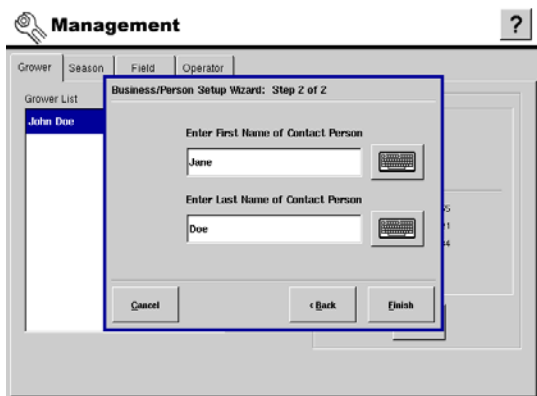 Management
?
Grower Season Field Operator
Grower List
John Doe
Business/Person Setup Wizard: Step 2 of 2
Enter First Name of Contact Person
Jane
Enter Last Name of Contact Person
Doe
Cancel
< Back
Finish